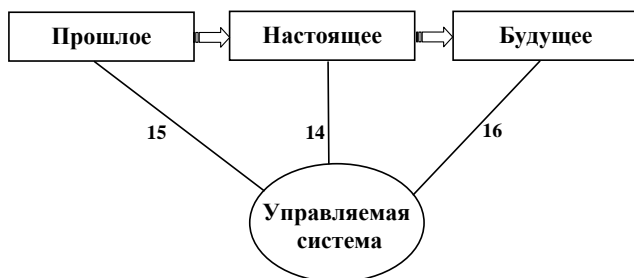 Прошлое
Настоящее
Будущее
15
14
16
Управляемая
система